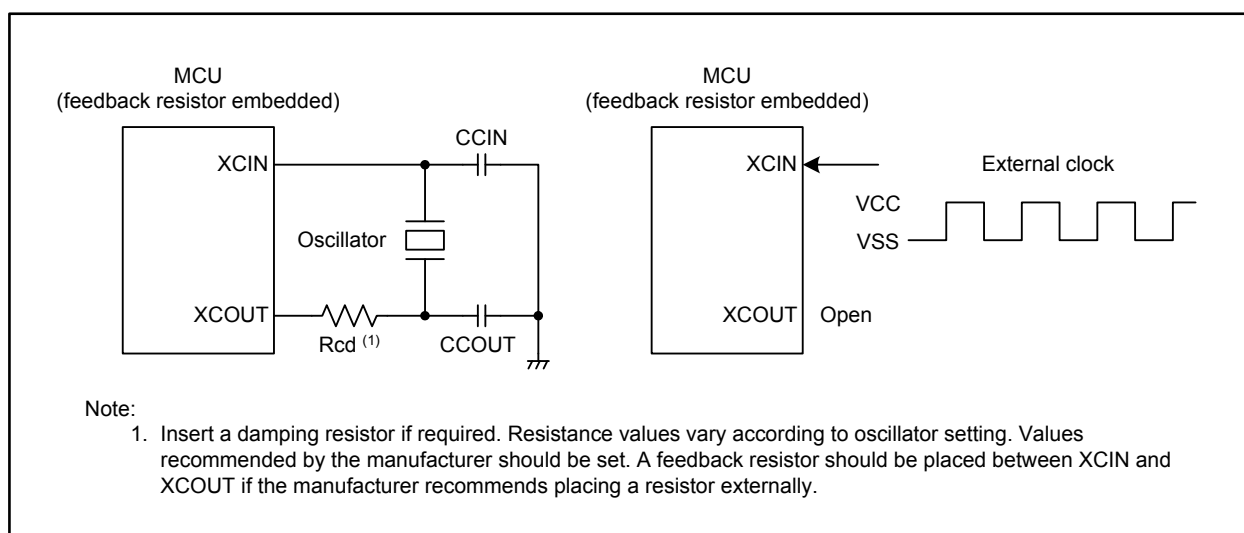 MCU
(feedback resistor embedded)
XCIN
CCIN
Oscillator
XCOUT
Rcd (1)
CCOUT
MCU
(feedback resistor embedded)
XCIN
External clock
VCC
VSS
XCOUT
Open
Note:
1. Insert a damping resistor if required. Resistance values vary according to oscillator setting. Values
recommended by the manufacturer should be set. A feedback resistor should be placed between XCIN and
XCOUT if the manufacturer recommends placing a resistor externally.